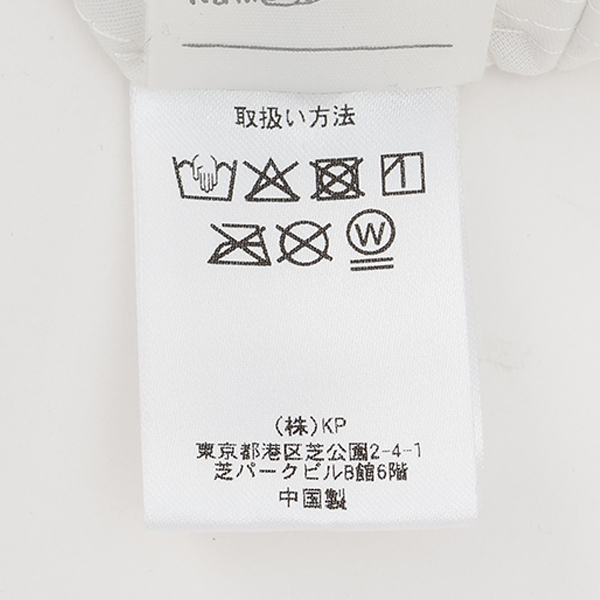 取扱い方法
W
(株)KP
東京都港区芝公園2-4-1
芝パークビルB館6階
中国製